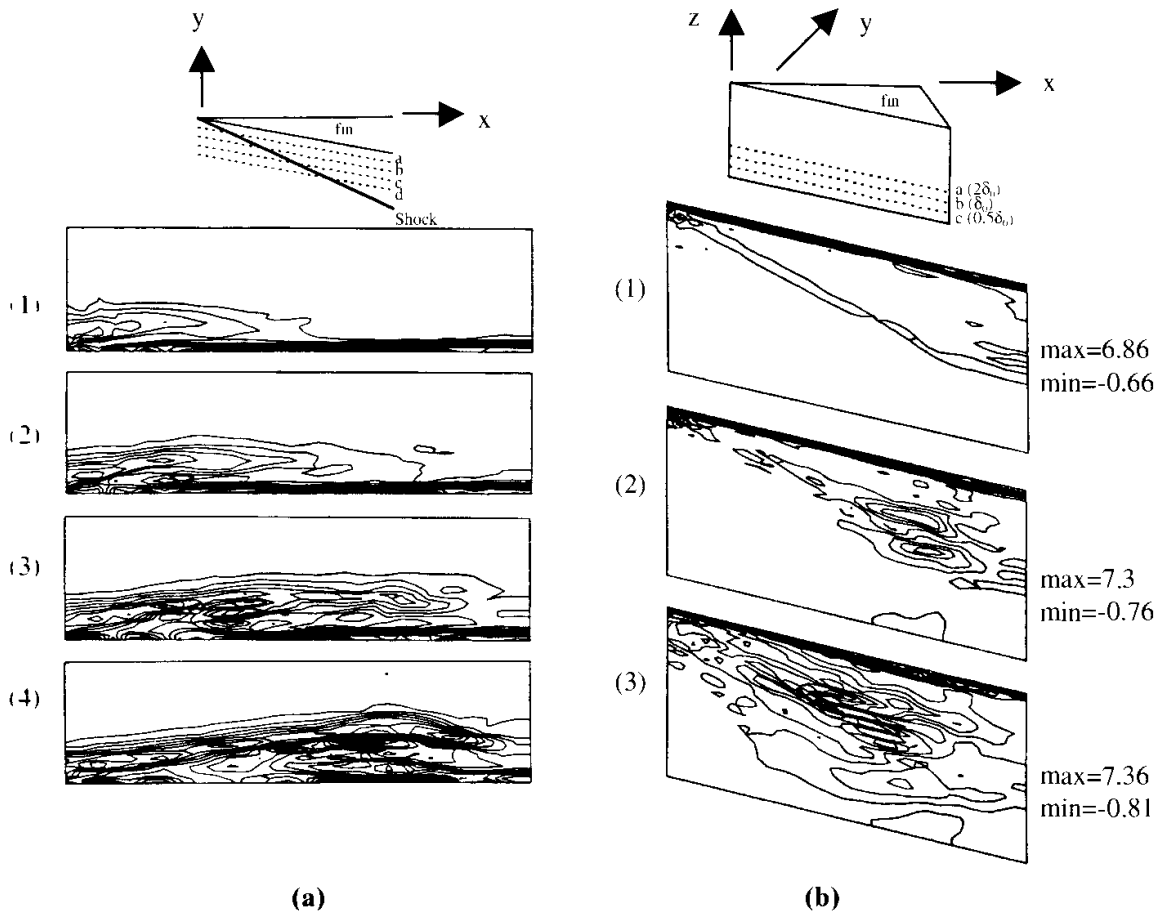 y
x
fin
a
b
c
d
Shock
(1)
(2)
(3)
(4)
(a)
z
y
x
fin
a (2δ₀)
b (δ₀)
c (0.5δ₀)
(1)
max=6.86
min=-0.66
(2)
max=7.3
min=-0.76
(3)
max=7.36
min=-0.81
(b)